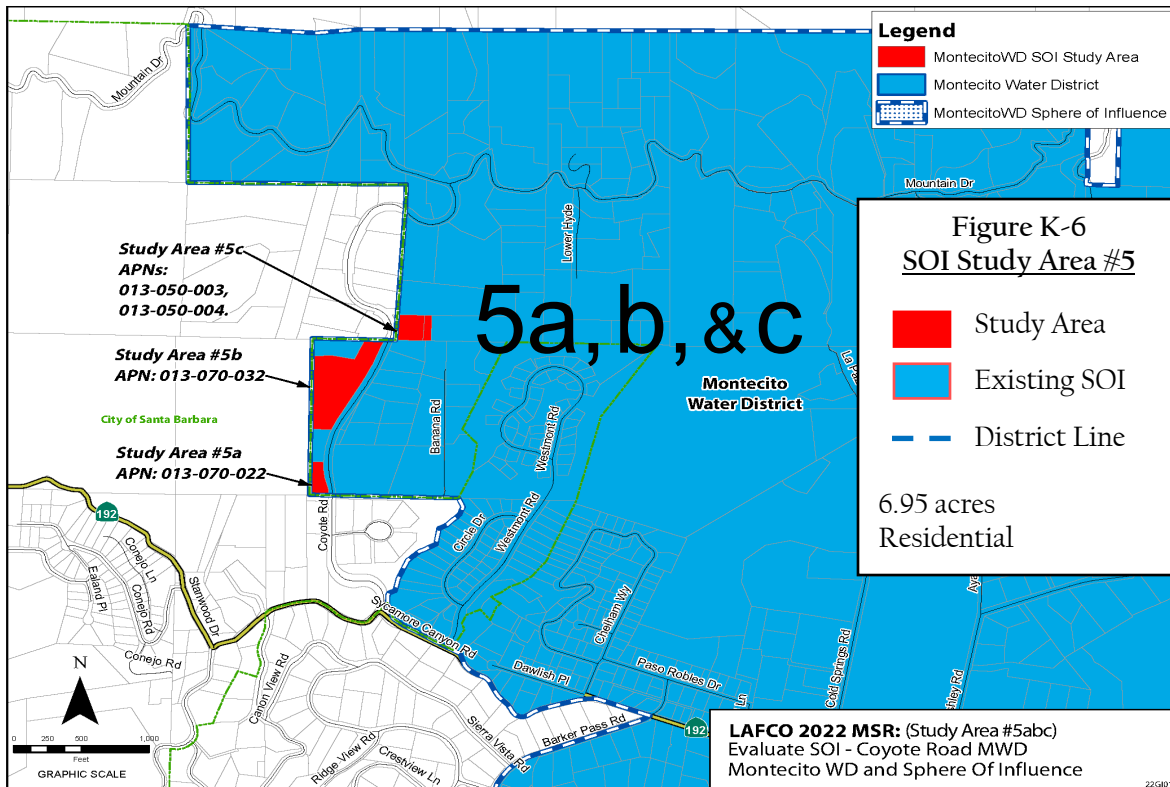 Legend
MontecitoWD SOI Study Area
Montecito Water District
MontecitoWD Sphere of Influence
Mountain Dr
Mountain Dr
Lower Hyde
Figure K-6
SOI Study Area #5
Study Area
Existing SOI
District Line
6.95 acres
Residential
Study Area #5c
APNs:
013-050-003,
013-050-004.
5a, b, & c
Study Area #5b
APN: 013-070-032
Montecito
Water District
City of Santa Barbara
Banana Rd
Westmont Rd
Study Area #5a
APN: 013-070-022
192
Coyote Rd
Circle Dr
Westmont Rd
Conejo Ln
Ealand Pl
Conejo Rd
Stanwood Dr
Sycamore Canyon Rd
Chelham Wy
Conejo Rd
N
Canon View Rd
Dawlish Pl
Paso Robles Dr
Ln
Cold Springs Rd
Sierra Vista Rd
Barker Pass Rd
192
Ridge View Rd
Crestview Ln
0 250 500 1,000
Feet
GRAPHIC SCALE
LAFCO 2022 MSR: (Study Area #5abc)
Evaluate SOI - Coyote Road MWD
Montecito WD and Sphere Of Influence